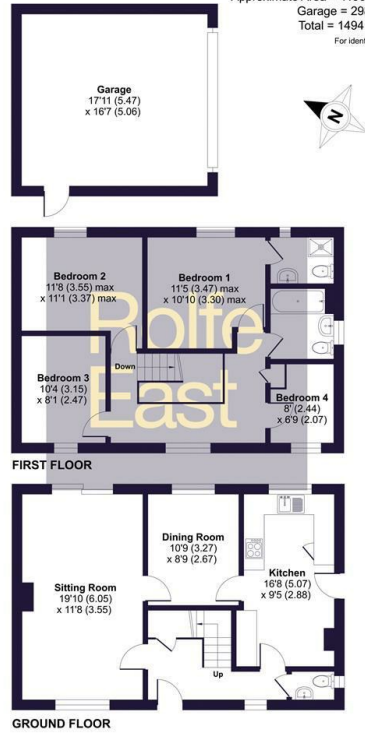 Garage = 29
Total = 1494
For ident
Garage
17'11 (5.47)
x 16'7 (5.06)
N
Bedroom 2
11'8 (3.55) max
x 11'1 (3.37) max
Bedroom 1
11'5 (3.47) max
x 10'10 (3.30) max
Rolfe
East
Down
Bedroom 3
10'4 (3.15)
x 8'1 (2.47)
Bedroom 4
8' (2.44)
x 6'9 (2.07)
FIRST FLOOR
Dining Room
10'9 (3.27)
x 8'9 (2.67)
Sitting Room
19'10 (6.05)
x 11'8 (3.55)
Kitchen
16'8 (5.07)
x 9'5 (2.88)
Up
GROUND FLOOR